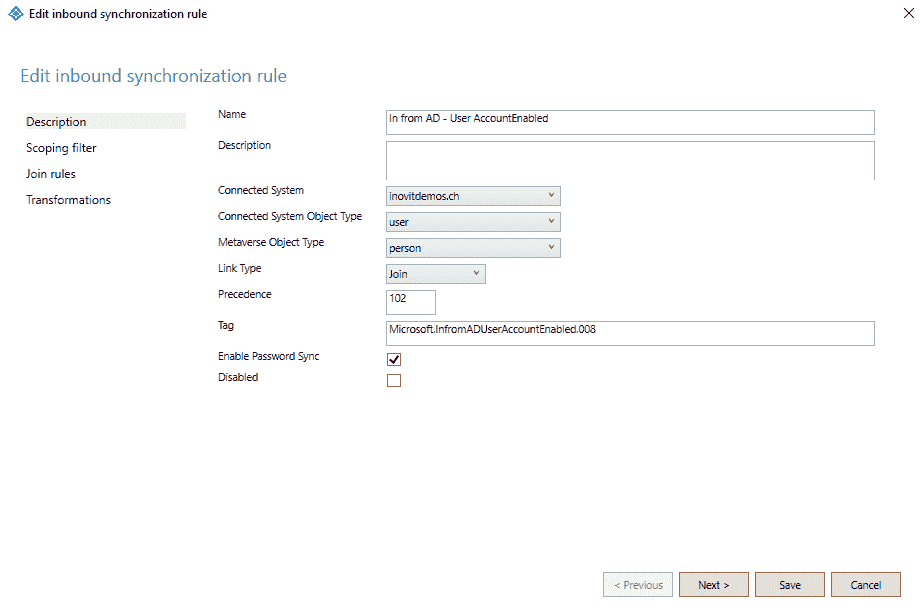 Edit inbound synchronization rule
Edit inbound synchronization rule
Description
Scoping filter
Join rules
Transformations
Name
In from AD - User AccountEnabled
Description
Connected System
inovitdemos.ch
Connected System Object Type
user
Metaverse Object Type
person
Link Type
Join
Precedence
102
Tag
Microsoft.InfromADUserAccountEnabled.008
Enable Password Sync
Disabled
< Previous
Next >
Save
Cancel